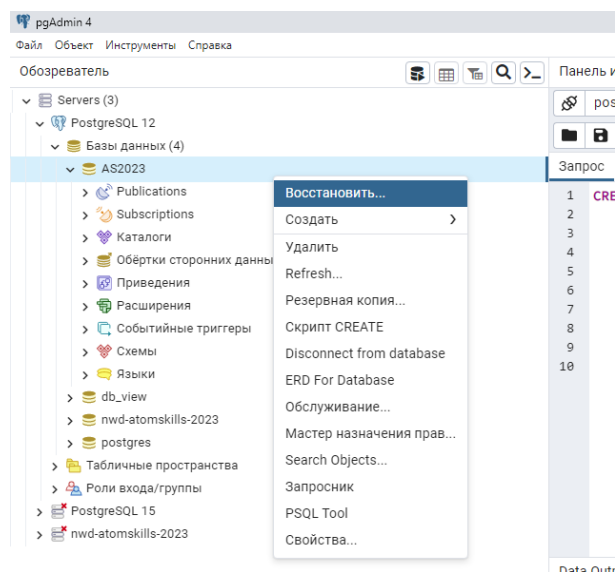 pgAdmin 4
Файл Объект Инструменты Справка
Обозреватель
Панель и
Servers (3)
pos
PostgreSQL 12
Базы данных (4)
AS2023
Запрос
Publications
Subscriptions
Каталоги
Обёртки сторонних данны
Приведения
Расширения
Событийные триггеры
Схемы
Языки
db_view
nwd-atomskills-2023
postgres
Табличные пространства
Роли входа/группы
PostgreSQL 15
nwd-atomskills-2023
Восстановить...
Создать
Удалить
Refresh...
Резервная копия...
Скрипт CREATE
Disconnect from database
ERD For Database
Обслуживание...
Мастер назначения прав...
Search Objects...
Запросник
PSQL Tool
Свойства...
1 CRE
2
3
4
5
6
7
8
9
10
Data Outp